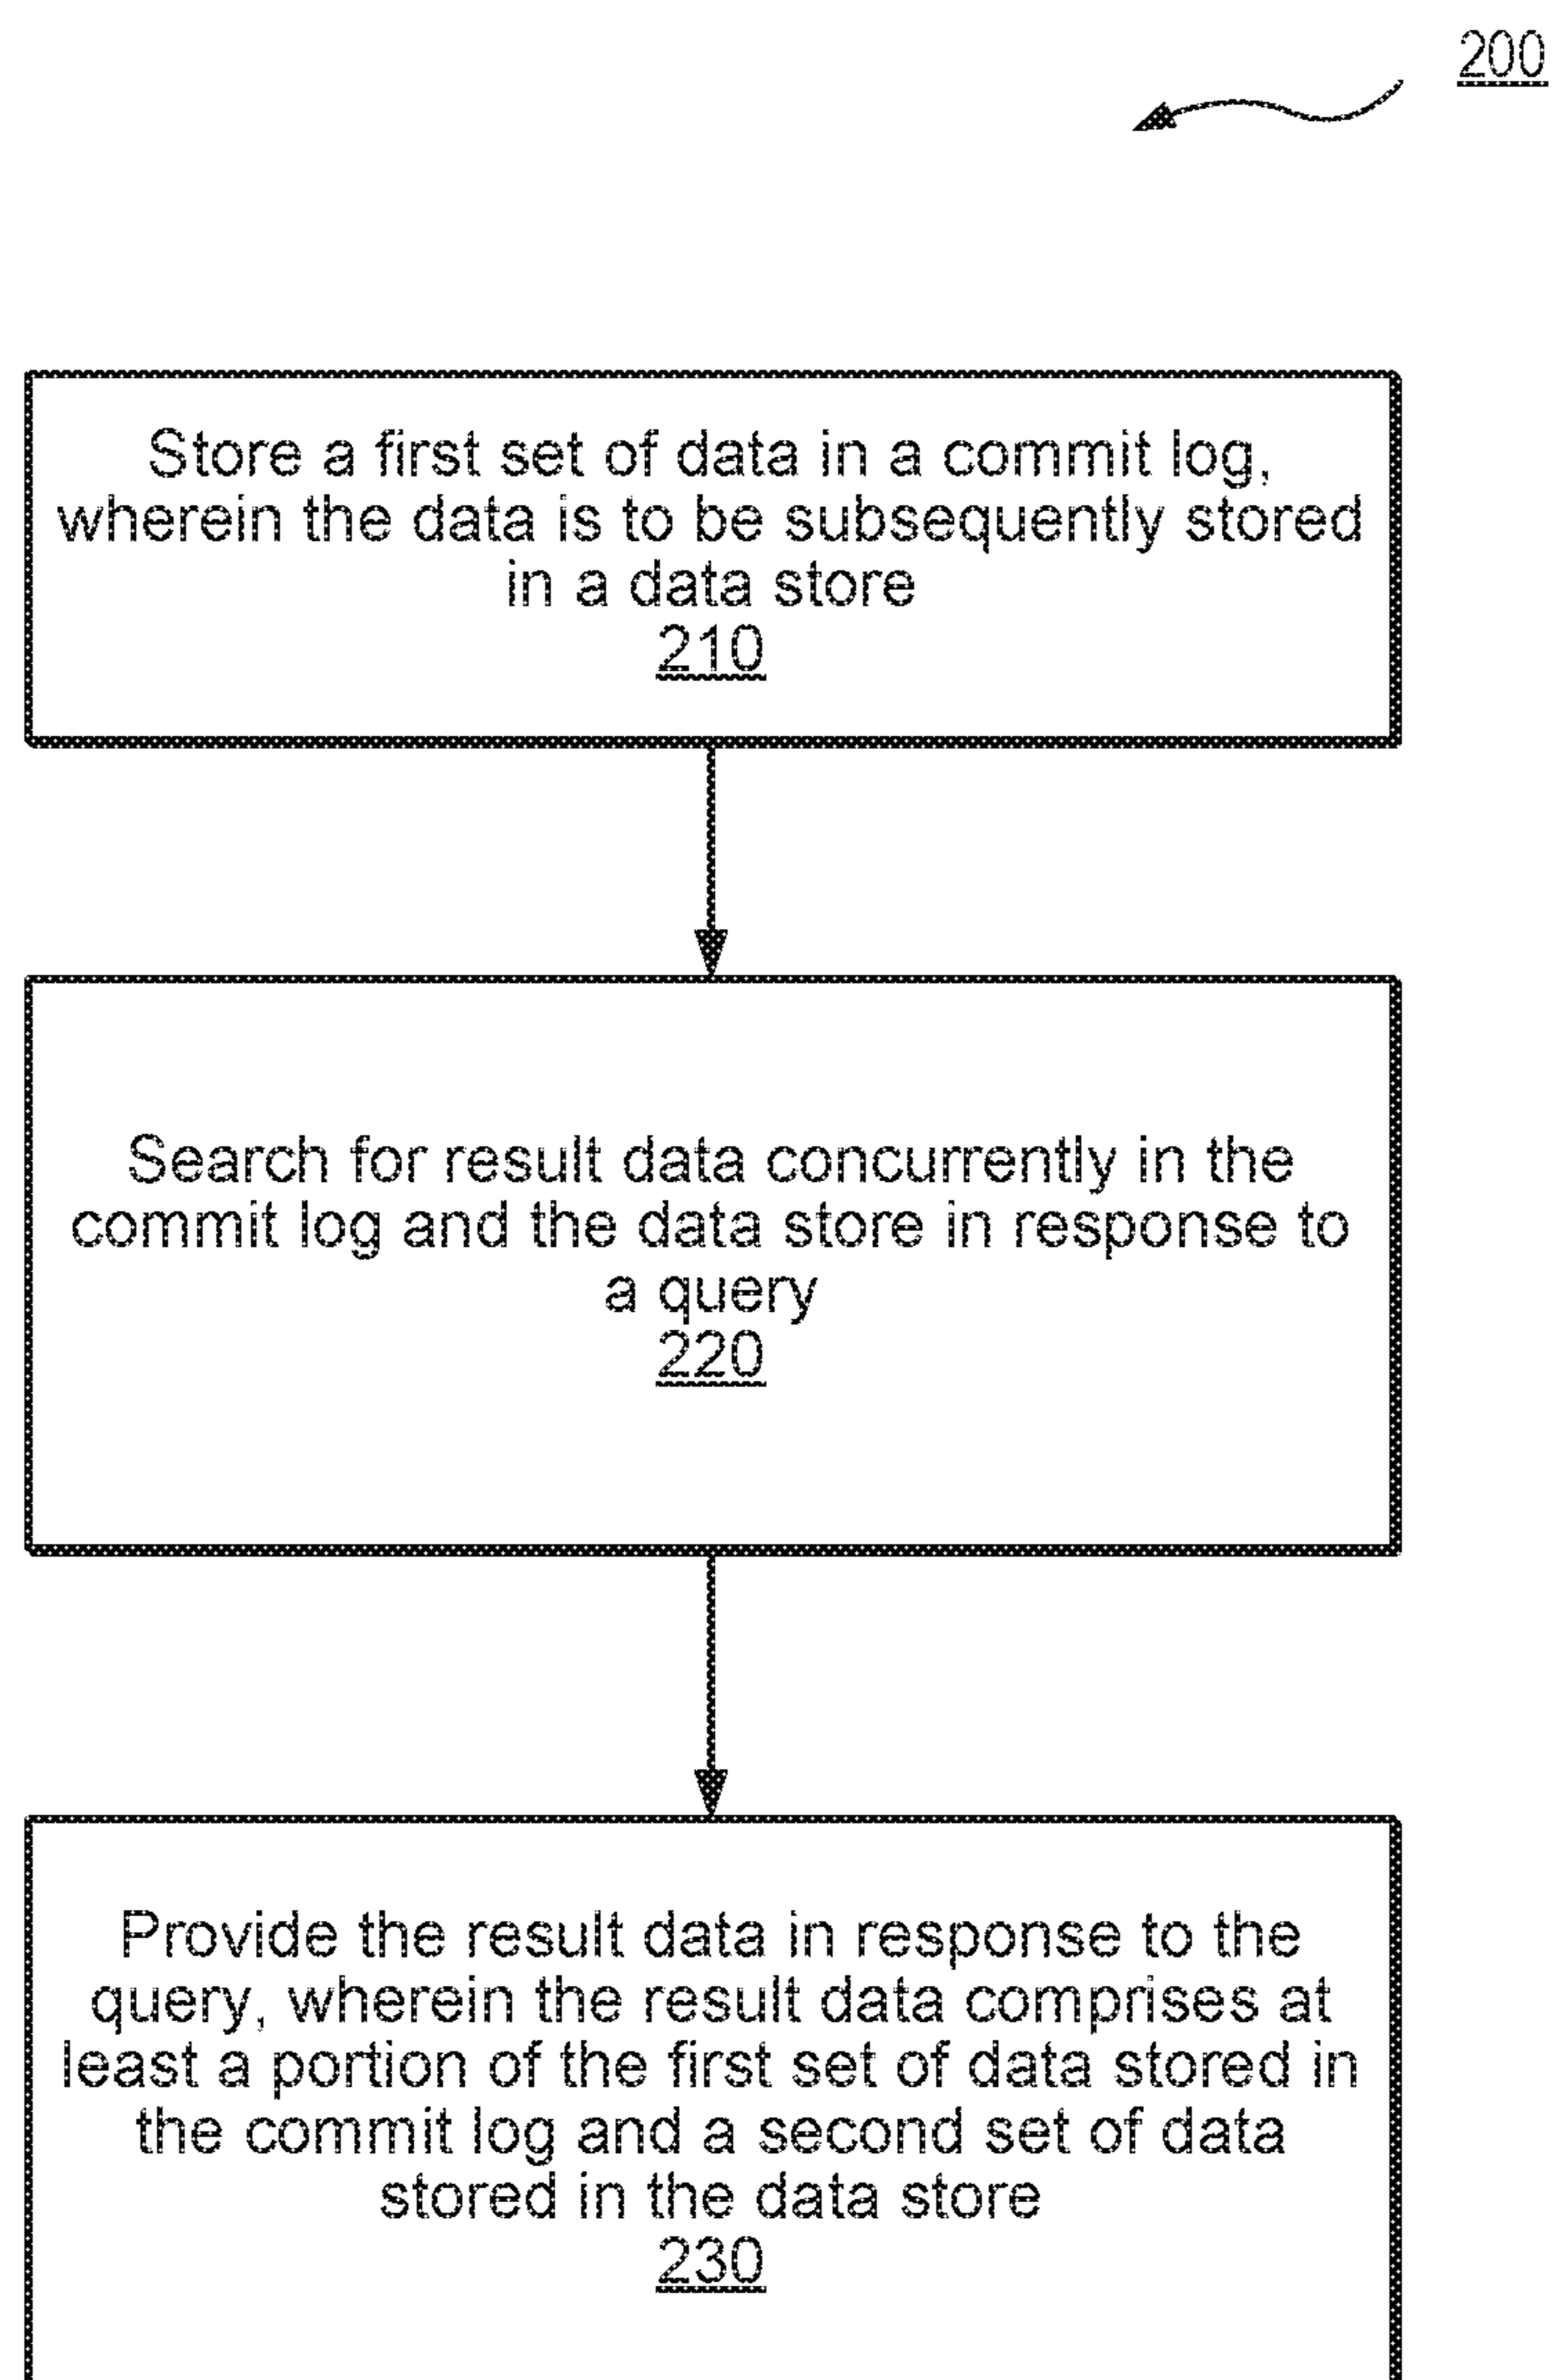 200
Store a first set of data in a commit log,
wherein the data is to be subsequently stored
in a data store
210
Search for result data concurrently in the
commit log and the data store in response to
a query
220
Provide the result data in response to the
query, wherein the result data comprises at
least a portion of the first set of data stored in
the commit log and a second set of data
stored in the data store
230